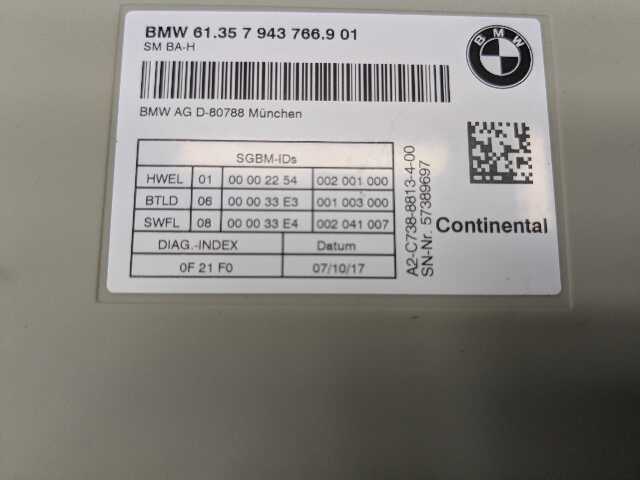 BMW 61.35 7 943 766.9 01
SM BA-H
BMW
BMW AG D-80788 München
SGBM-IDs
HWEL 01 00 00 22 54 002 001 000
BTLD 06 00 00 33 E3 001 003 000
SWFL 08 00 00 33 E4 002 041 007
DIAG.-INDEX Datum
0F 21 F0 07/10/17
A2-C738-8813-4-00
SN-Nr. 57389697
Continental